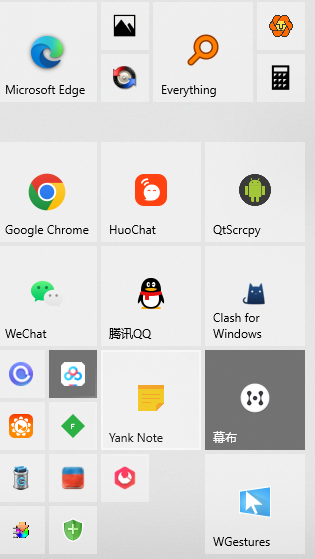 Microsoft Edge
Everything
Google Chrome
HuoChat
QtScrcpy
WeChat
腾讯QQ
Clash for
Windows
Yank Note
幕布
F
WGestures